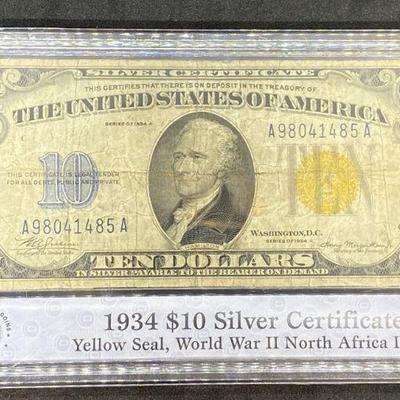 SILVER CERTIFICATE
THIS CERTIFIES THAT THERE IS ON DEPOSIT IN THE TREASURY OF
THE UNITED STATES OF AMERICA
SERIES OF 1934 A
A98041485A
10
THIS CERTIFICATE IS LEGAL TENDER
FOR ALL DEBTS, PUBLIC AND PRIVATE
A98041485A
WASHINGTON, D.C.
SERIES OF 1934 A
HAMILTON
TEN DOLLARS
IN SILVER PAYABLE TO THE BEARER ON DEMAND
1934 $10 Silver Certificate
Yellow Seal, World War II North Africa
COINS